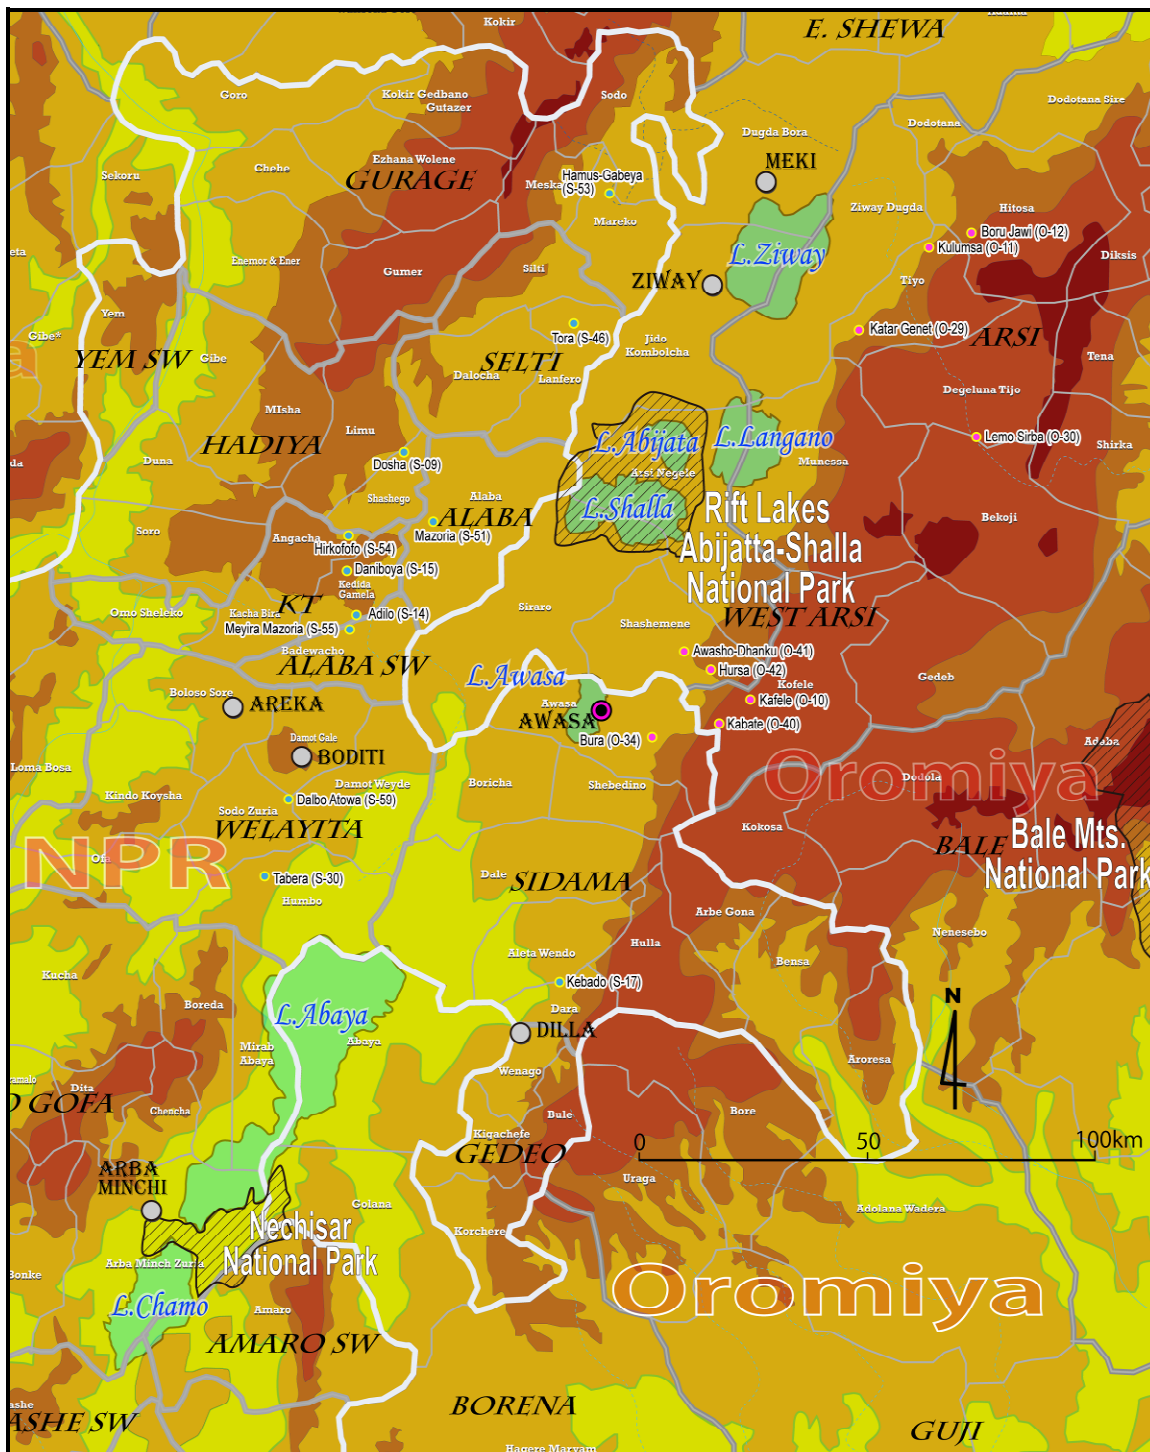 Kokir
E. SHEWA
Goro
Kokir Gedbano
Gutazer
Sodo
Dodotana Sire
Dodotana
Dugda Bora
Chehe
Ezhana Wolene
GURAGE
MEKI
Sekoru
Hamus-Gabeya
(S-53)
Meska
Mareko
Ziway Dugda
Hitosa
Boru Jawi (O-12)
Kulumsa (O-11)
Enemor & Ener
Gumer
Silti
L.Ziway
Diksis
ZIWAY
Tiyo
Yem
Gibe*
Tora (S-46)
Jido
Kombolcha
Katar Genet (O-29)
ARSI
YEM SW
Gibe
SELTI
Dalocha
Lanfero
Tena
Degeluna Tijo
MIsha
HADIYA
Limu
L.Abijata
L.Langano
Lemo Sirba (O-30)
Shirka
Duna
Dosha (S-09)
Arsi Negele
Munessa
Shashego
Alaba
ALABA
L.Shalla
Rift Lakes
Abijatta-Shalla
National Park
Bekoji
Soro
Angacha
Mazoria (S-51)
Hirkofofo (S-54)
Daniboya (S-15)
Kedida
Gamela
KT
Omo Sheleko
Kacha Bira
Adilo (S-14)
Meyira Mazoria (S-55)
Siraro
Shashemene
WEST ARSI
Badewacho
ALABA SW
Awasho-Dhanku (O-41)
Hursa (O-42)
L.Awasa
Kofele
Gedeb
Boloso Sore
AREKA
Awasa
AWASA
Kafele (O-10)
Kabate (O-40)
Bura (O-34)
Damot Gale
BODITI
Adaba
Loma Bosa
Oromiya
Dodola
Kindo Koysha
Damot Weyde
Boricha
Shebedino
Dalbo Atowa (S-59)
Sodo Zuria
WELAYITA
Kokosa
BALE
Bale Mts.
National Park
NPR
Ofa
Tabera (S-30)
Humbo
Dale
SIDAMA
Arbe Gona
Nenesebo
Hulla
Aleta Wendo
Bensa
Kucha
Kebado (S-17)
N
Boreda
Dara
L.Abaya
Abaya
DILLA
Mirab
Abaya
Wenago
Aroresa
Dita
O GOFA
Chencha
Dule
Bore
Kigachefe
GEDEO
0
50
100km
ARBA
MINCHI
Uraga
Golana
Adolana Wadera
Nechisar
National Park
Korchere
Arba Minch Zuria
Bonke
Oromiya
L.Chamo
Amaro
AMARO SW
BORENA
ASHE SW
GUJI
Hagere Maryam